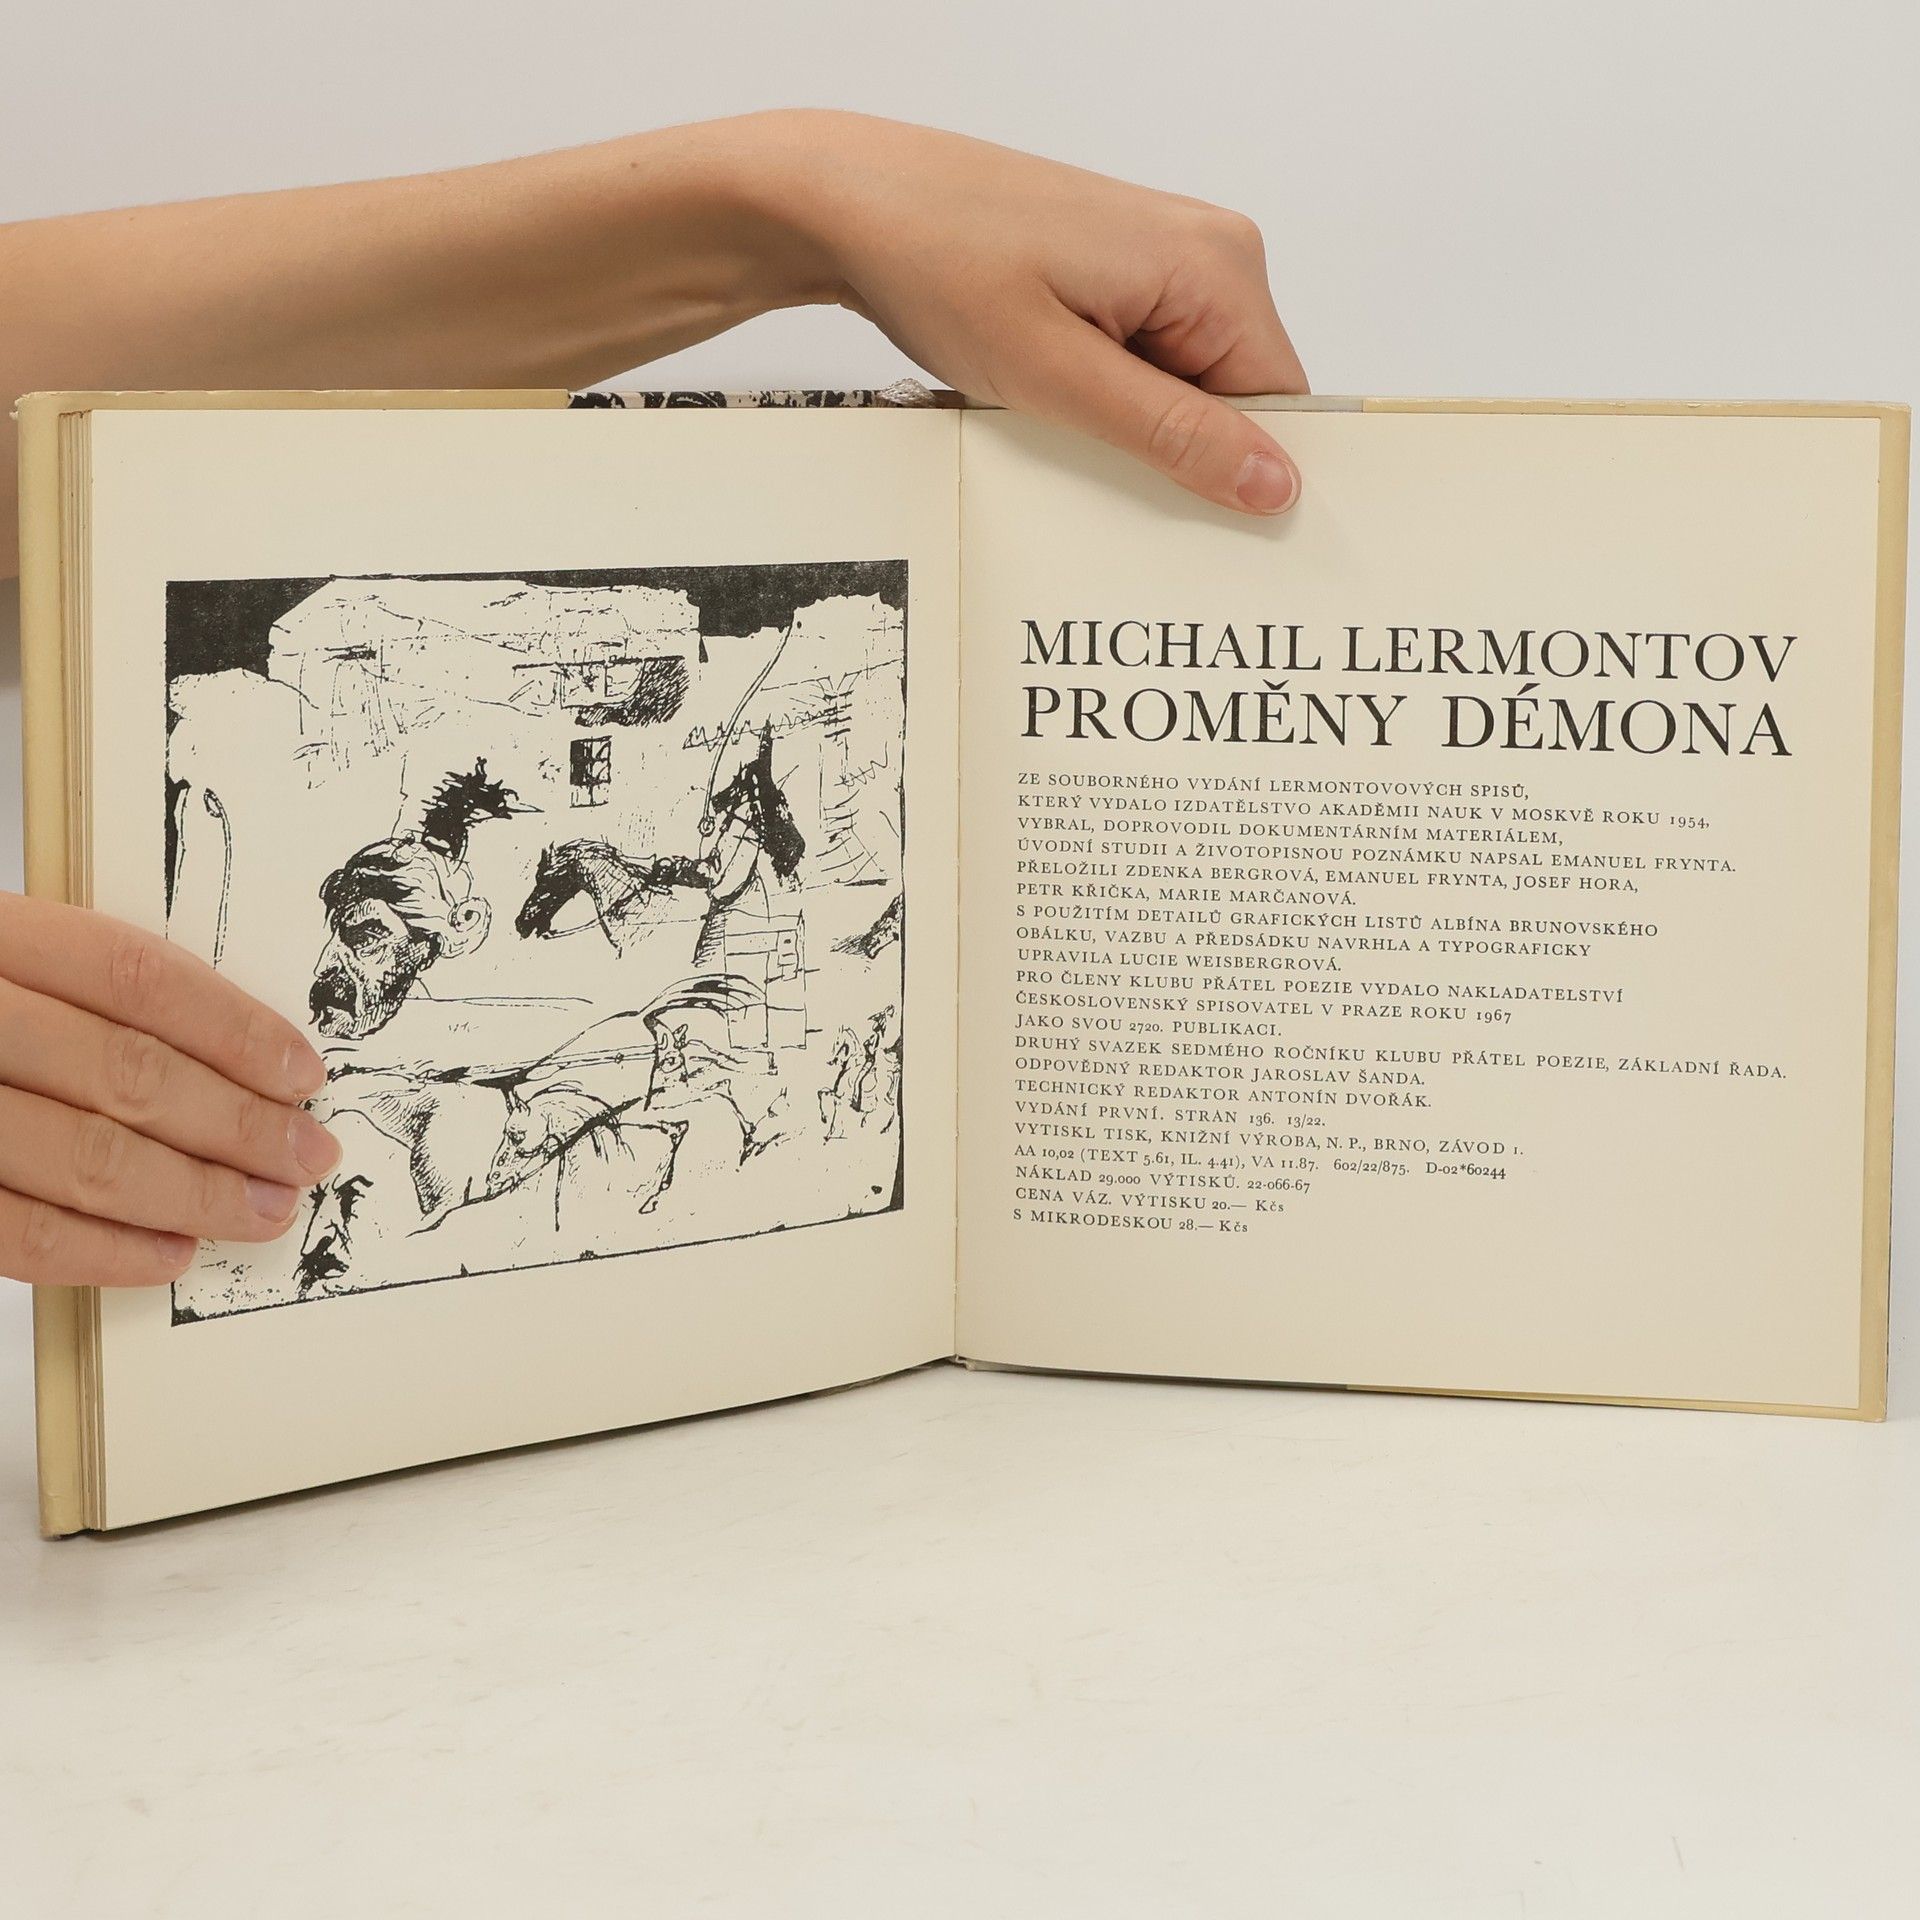 MICHAIL LERMONTOV
PROMĚNY DÉMONA
ZE SOUBORNÉHO VYDÁNÍ LERMONTOVOVÝCH SPISŮ,
KTERÝ VYDALO IZDATĚLSTVO AKADĚMII NAUK V MOSKVĚ ROKU 1954,
VYBRAL, DOPROVODIL DOKUMENTÁRNÍM MATERIÁLEM,
ÚVODNÍ STUDII A ŽIVOTOPISNOU POZNÁMKU NAPSAL EMANUEL FRYNTA.
PŘELOŽILI ZDENKA BERGROVÁ, EMANUEL FRYNTA, JOSEF HORA,
PETR KŘIČKA, MARIE MARČANOVÁ.
S POUŽITÍM DETAILŮ GRAFICKÝCH LISTŮ ALBÍNA BRUNOVSKÉHO
OBÁLKU, VAZBU A PŘEDSÁDKU NAVRHLA A TYPOGRAFICKY
UPRAVILA LUCIE WEISBERGROVÁ.
PRO ČLENY KLUBU PŘÁTEL POEZIE VYDALO NAKLADATELSTVÍ
ČESKOSLOVENSKÝ SPISOVATEL V PRAZE ROKU 1967
JAKO SVOU 2720. PUBLIKACI.
DRUHÝ SVAZEK SEDMÉHO ROČNÍKU KLUBU PŘÁTEL POEZIE, ZÁKLADNÍ ŘADA.
ODPOVĚDNÝ REDAKTOR JAROSLAV ŠANDA.
TECHNICKÝ REDAKTOR ANTONÍN DVOŘÁK.
VYDÁNÍ PRVNÍ. STRAN 136. 13/22.
VYTISKL TISK, KNIŽNÍ VÝROBA, N. P., BRNO, ZÁVOD 1.
AA 10,02 (TEXT 5.61, IL. 4.41), VA 11.87. 602/22/875. D-02*60244
NÁKLAD 29.000 VÝTISKŮ. 22-066-67
CENA VÁZ. VÝTISKU 20.— Kčs
S MIKRODESKOU 28.— Kčs